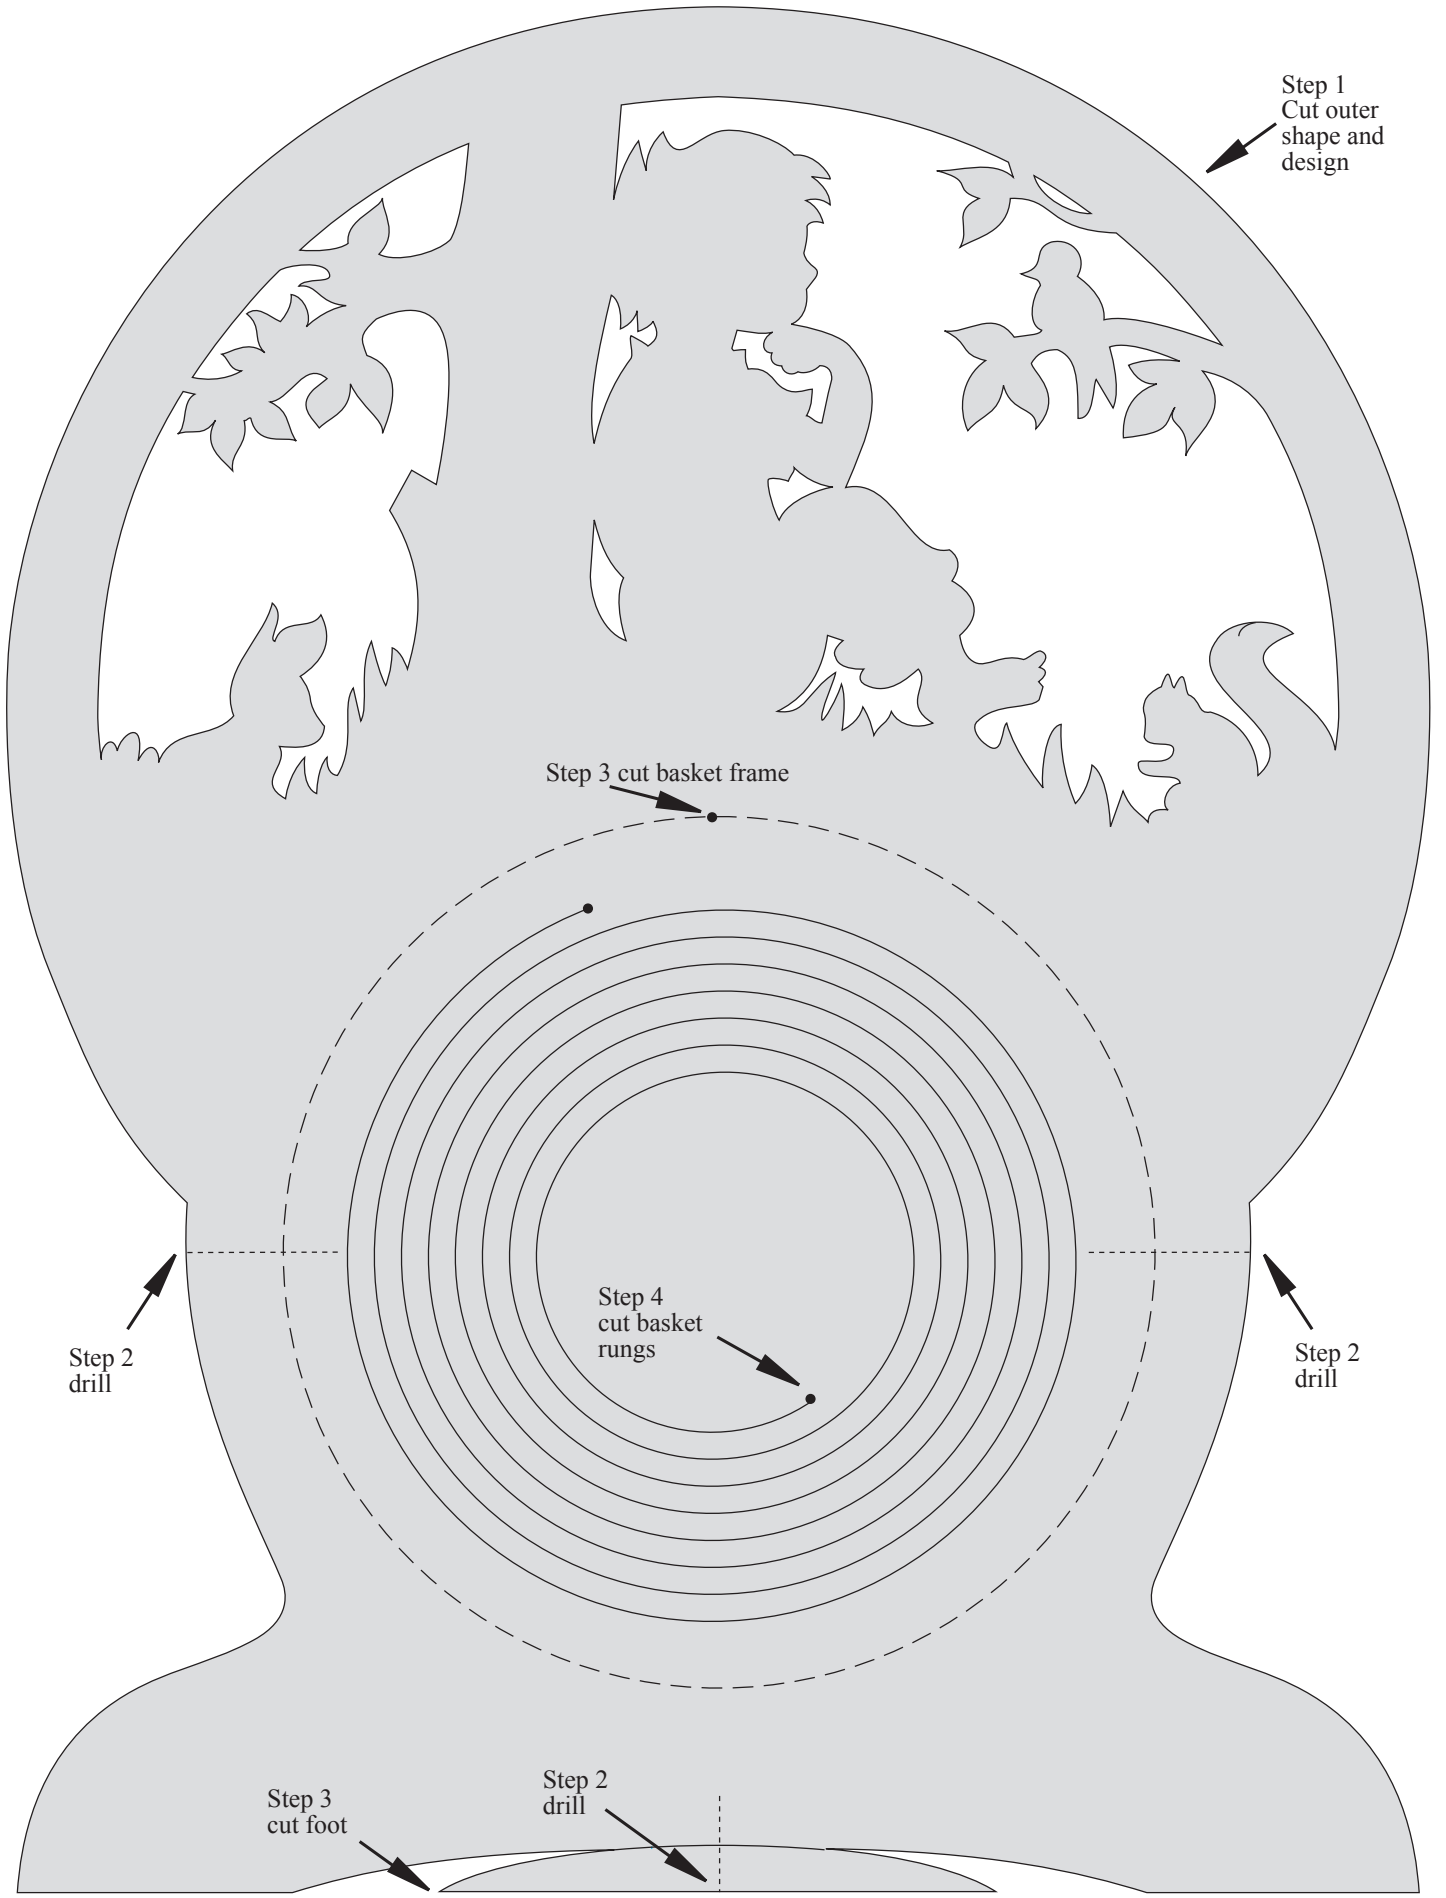 Step 1
Cut outer
shape and
design
Step 3 cut basket frame
Step 4
cut basket
rungs
Step 2
drill
Step 2
drill
Step 2
drill
Step 3
cut foot